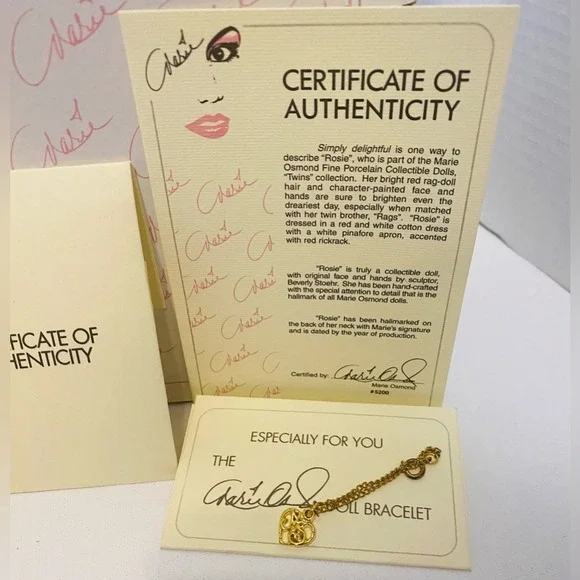 Marie
Marie
Marie
Marie
CERTIFICATE OF
AUTHENTICITY
Simply delightful is one way to
describe "Rosie", who is part of the Marie
Osmond Fine Porcelain Collectible Dolls,
"Twins" collection. Her bright red rag-doll
hair and character-painted face and
hands are sure to brighten even the
dreariest day, especially when matched
with her twin brother, "Rags". "Rosie" is
dressed in a red and white cotton dress
with a white pinafore apron, accented
with red rickrack.
"Rosie" is truly a collectible doll,
with original face and hands by sculptor,
Beverly Stoehr. She has been hand-crafted
with the special attention to detail that is the
hallmark of all Marie Osmond dolls.
"Rosie" has been hallmarked on
the back of her neck with Marie's signature
and is dated by the year of production.
Certified by:
Marie Osmond
#5200
FICATE OF
HENTICITY
ESPECIALLY FOR YOU
THE
Marie Os
OLL BRACELET